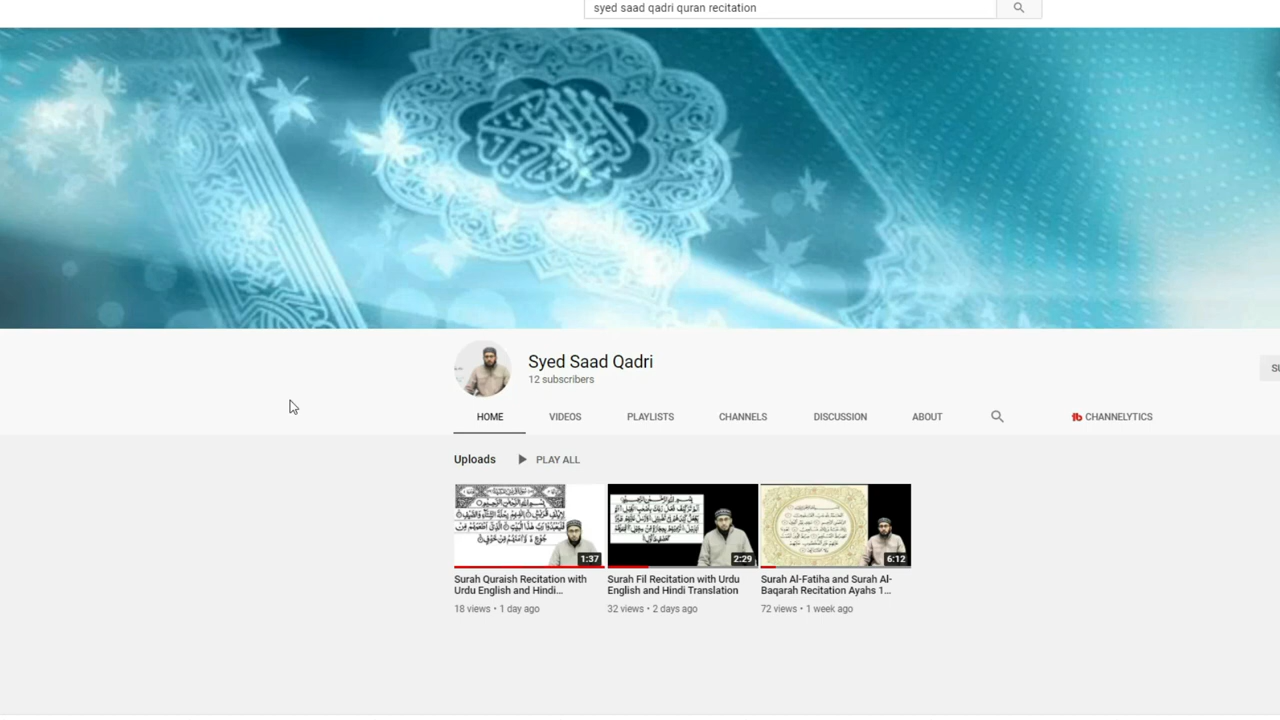 syed saad qadri quran recitation
Syed Saad Qadri
12 subscribers
HOME VIDEOS PLAYLISTS CHANNELS DISCUSSION ABOUT CHANNELYTICS
Uploads PLAY ALL
1:37
2:29
6:12
Surah Quraish Recitation with
Urdu English and Hindi...
18 views • 1 day ago
Surah Fil Recitation with Urdu
English and Hindi Translation
32 views • 2 days ago
Surah Al-Fatiha and Surah Al-
Baqarah Recitation Ayahs 1...
72 views • 1 week ago